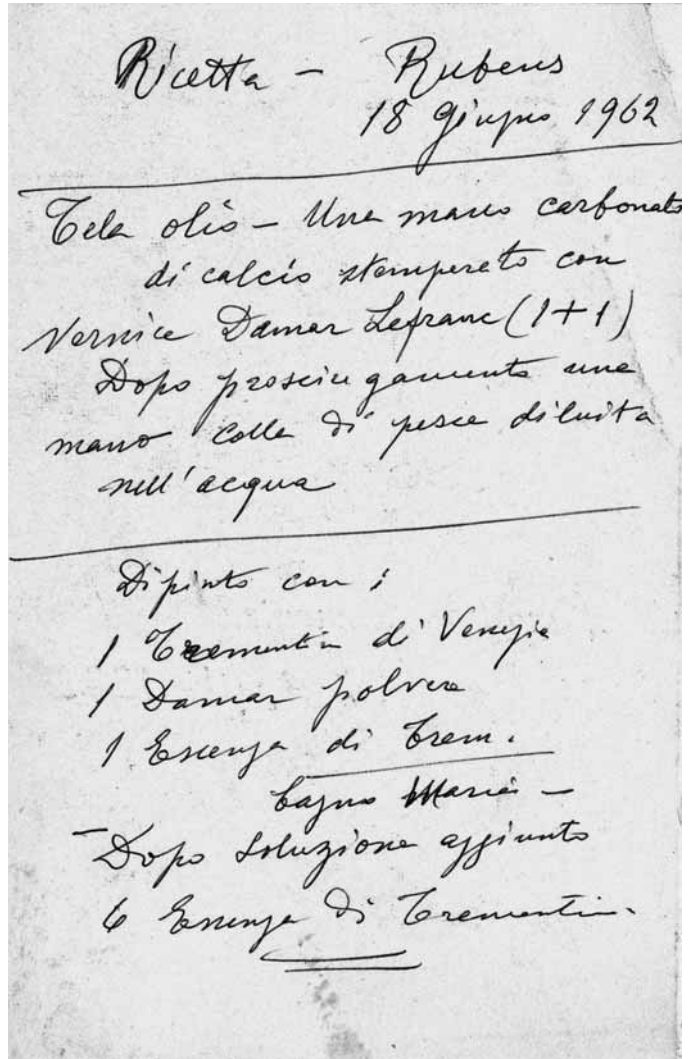 Ricetta – Rubens
18 Giugno 1962
Tela olio – Una mano carbonato
di calcio stemperato con
Vernice Damar Lefranc (1+1)
Dopo prosciugamento una
mano colla di pesce diluita
nell'acqua
Dipinto con:
1 Trementin di Venezia
1 Damar polvere
1 Essenza di Trem.
bagno Maria –
– Dopo soluzione aggiunto
6 Essenza di Trementin.